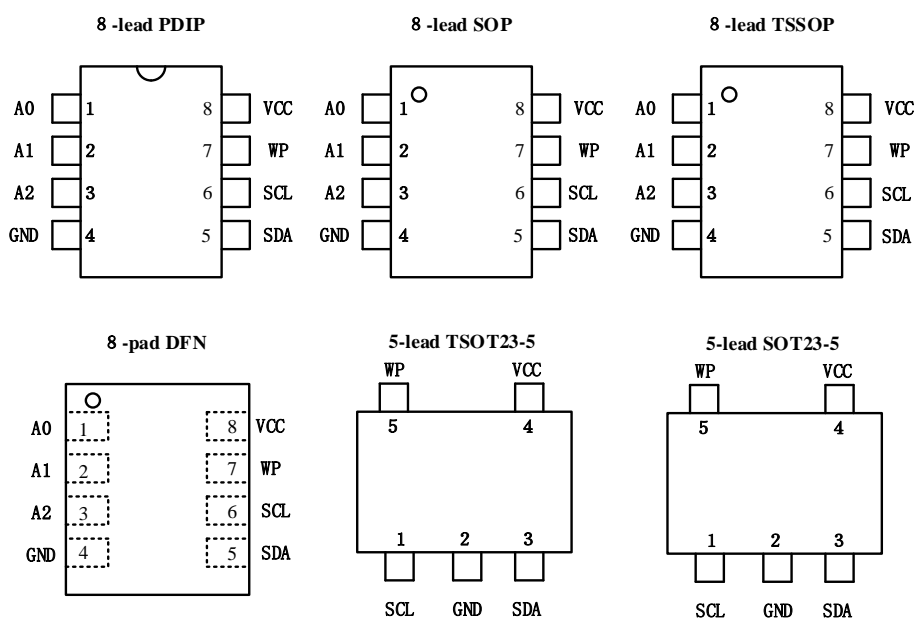 8 -lead PDIP
8 -lead SOP
8 -lead TSSOP
A0 1 8 VCC
A1 2 7 WP
A2 3 6 SCL
GND 4 5 SDA
A0 1 8 VCC
A1 2 7 WP
A2 3 6 SCL
GND 4 5 SDA
A0 1 8 VCC
A1 2 7 WP
A2 3 6 SCL
GND 4 5 SDA
8 -pad DFN
A0 1 8 VCC
A1 2 7 WP
A2 3 6 SCL
GND 4 5 SDA
5-lead TSOT23-5
WP VCC
5 4
1 2 3
SCL GND SDA
5-lead SOT23-5
WP VCC
5 4
1 2 3
SCL GND SDA